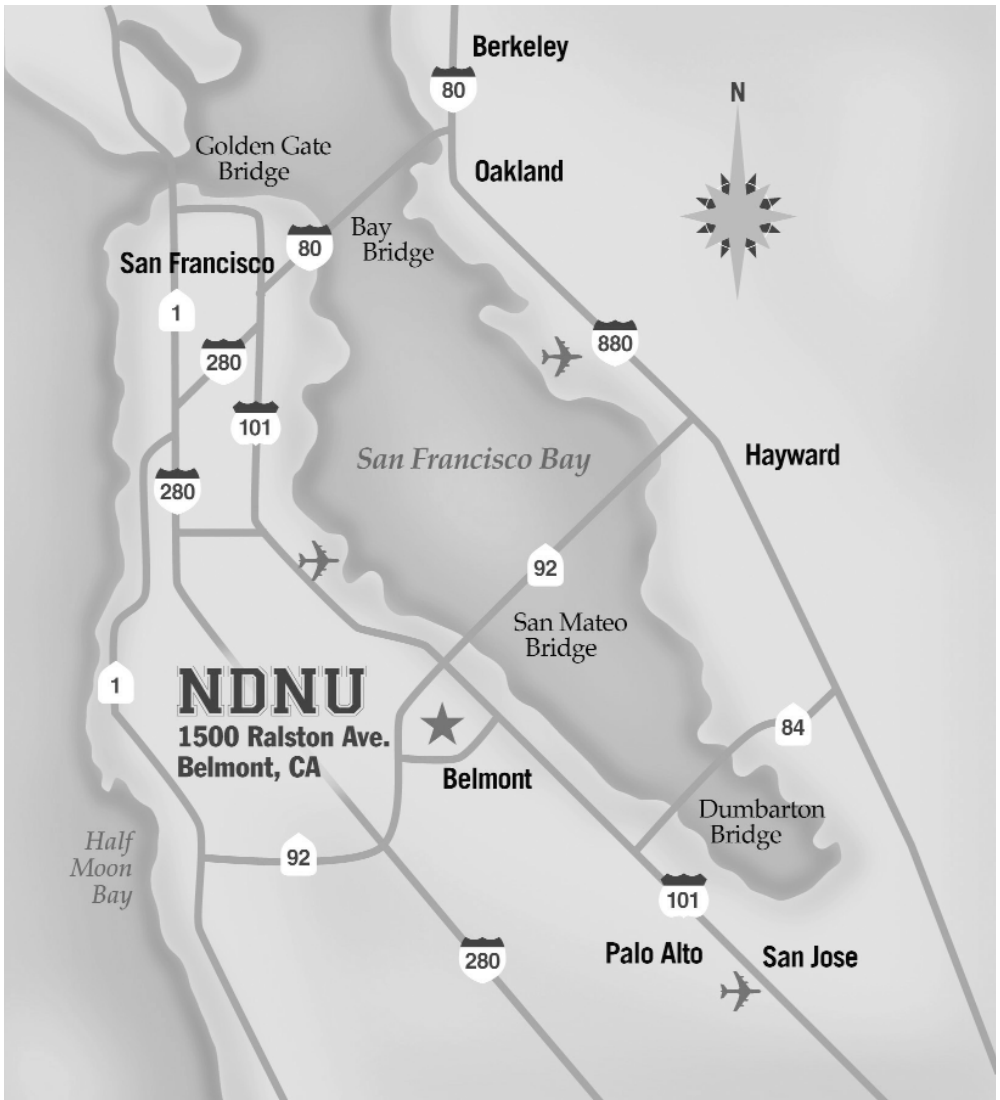 Berkeley
80
N
Golden Gate
Bridge
Oakland
Bay
Bridge
80
San Francisco
1
880
280
101
San Francisco Bay
Hayward
280
92
San Mateo
Bridge
1
NDNU
1500 Ralston Ave.
Belmont, CA
84
Belmont
Dumbarton
Bridge
Half
Moon
Bay
92
101
Palo Alto
San Jose
280